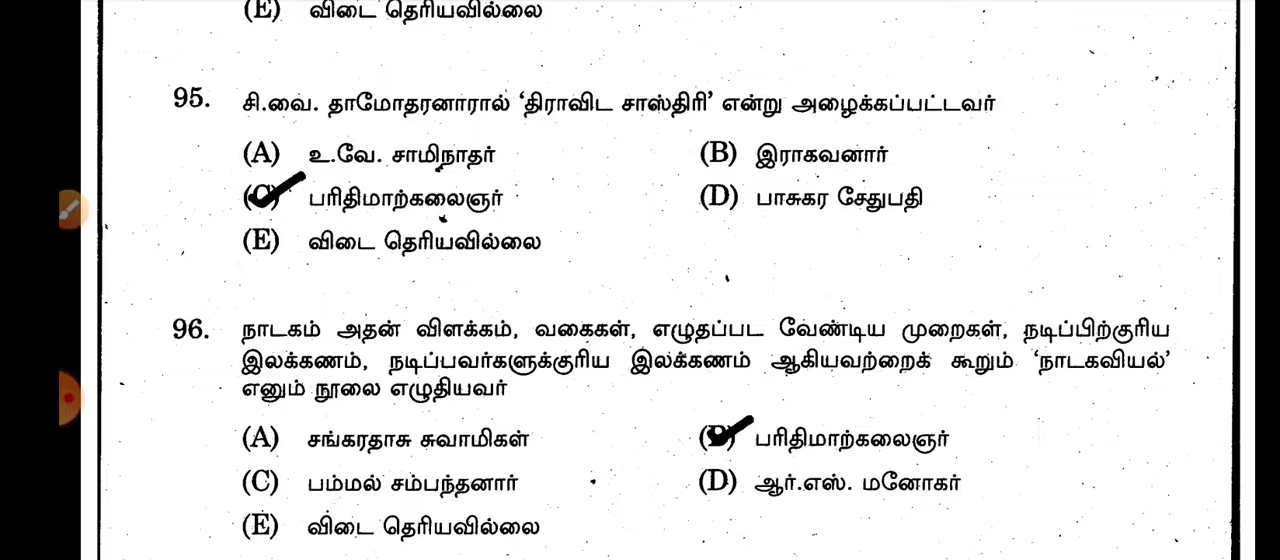 (E) விடை தெரியவில்லை
95. சி.வை. தாமோதரனாரால் ‘திராவிட சாஸ்திரி’ என்று அழைக்கப்பட்டவர்
(A) உ.வே. சாமிநாதர் (B) இராகவனார்
(C) பரிதிமாற்கலைஞர் (D) பாசுகர சேதுபதி
(E) விடை தெரியவில்லை
96. நாடகம் அதன் விளக்கம், வகைகள், எழுதப்பட வேண்டிய முறைகள், நடிப்பிற்குரிய
இலக்கணம், நடிப்பவர்களுக்குரிய இலக்கணம் ஆகியவற்றைக் கூறும் ‘நாடகவியல்’
எனும் நூலை எழுதியவர்
(A) சங்கரதாசு சுவாமிகள் (B) பரிதிமாற்கலைஞர்
(C) பம்மல் சம்பந்தனார் (D) ஆர்.எஸ். மனோகர்
(E) விடை தெரியவில்லை